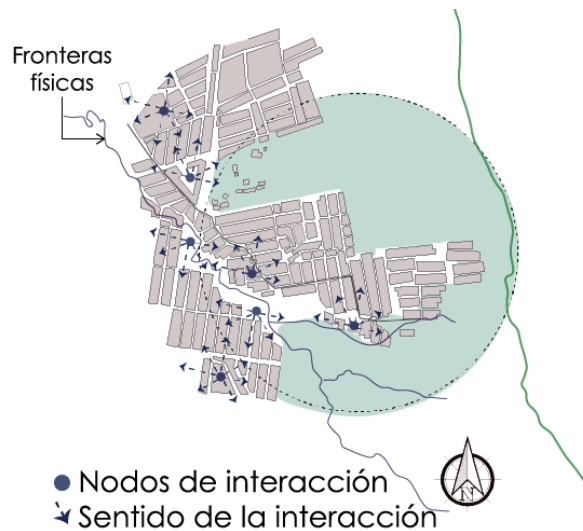 Fronteras
físicas
N
Nodos de interacción
Sentido de la interacción